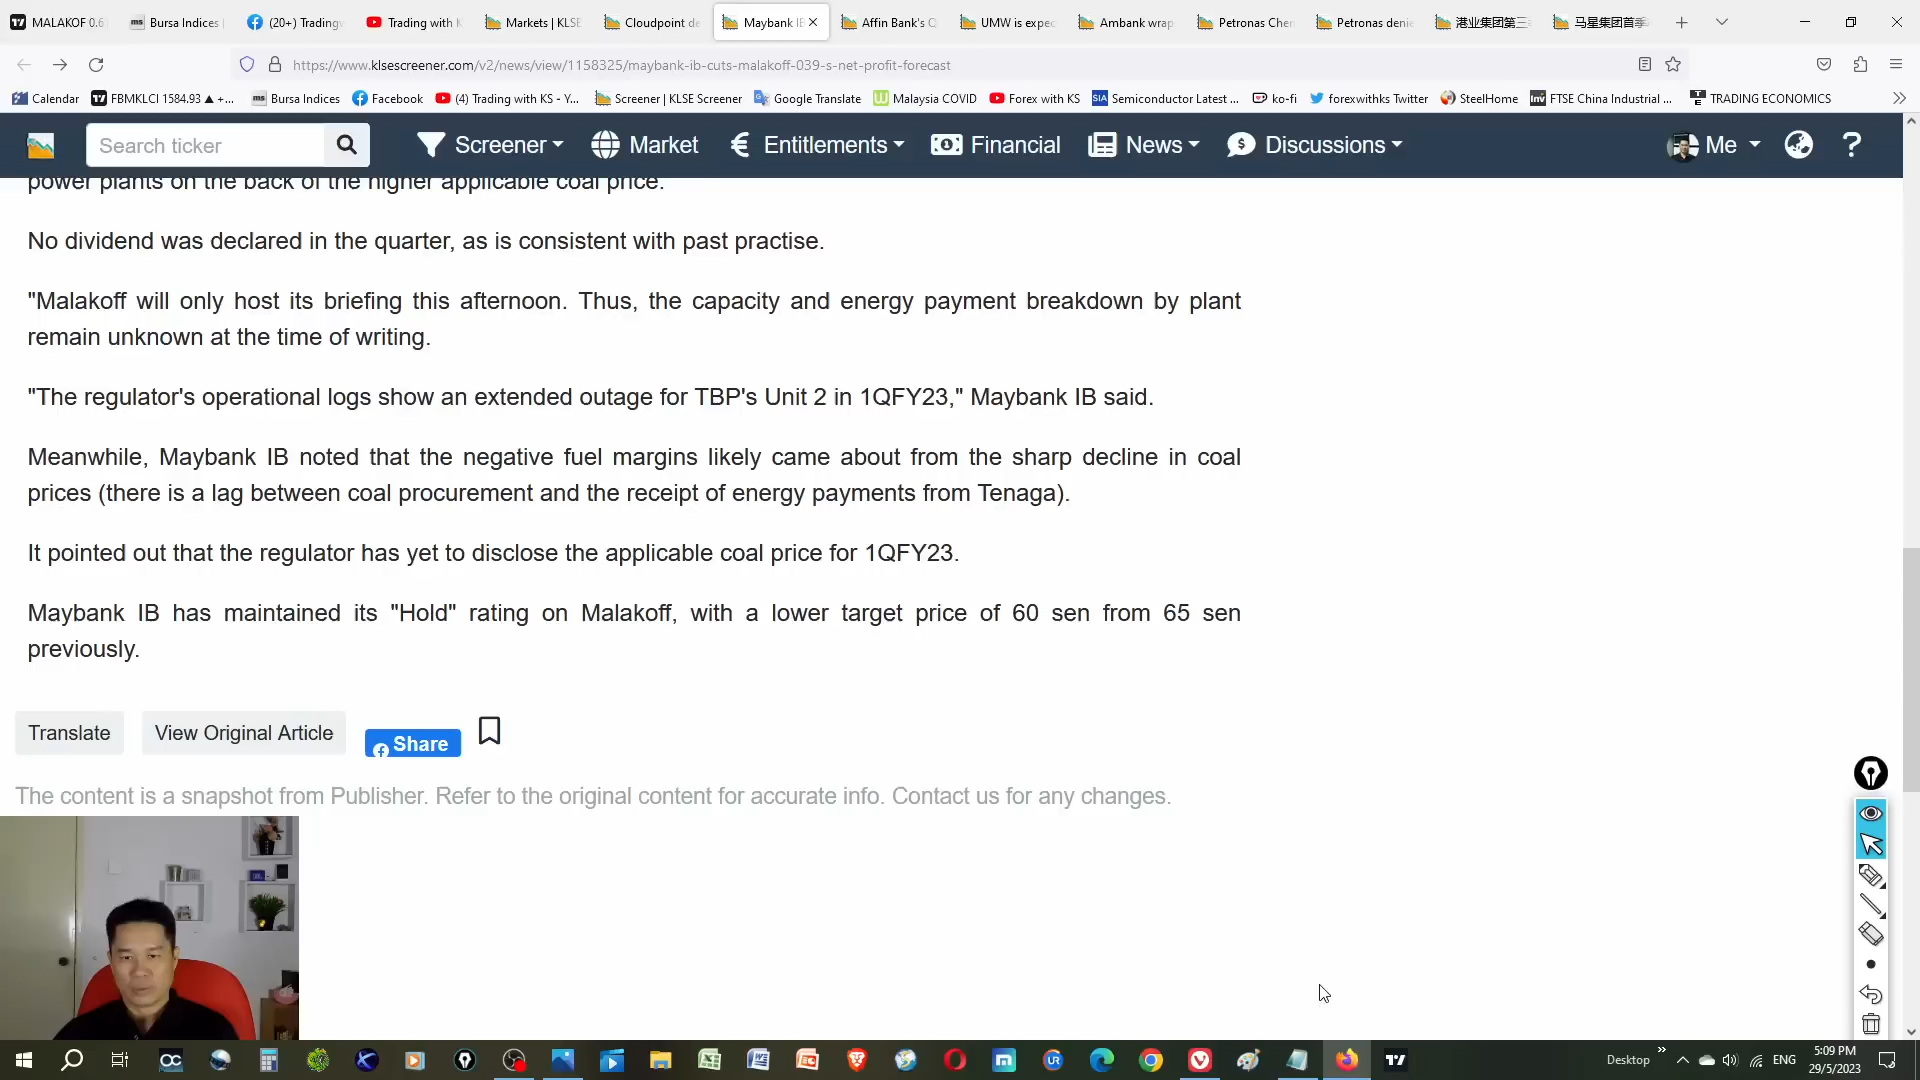 MALAKOF 0.6
Bursa Indices
(20+) Trading
Trading with K
Markets | KLSE
Cloudpoint de
Maybank IB
Affin Bank's Q
UMW is expec
Ambank wrap
Petronas Chen
Petronas denie
港业集团第三季
马星集团首季
https://www.klsescreener.com/v2/news/view/1158325/maybank-ib-cuts-malakoff-039-s-net-profit-forecast
Calendar
FBMKLCI 1584.93 ▲ +...
Bursa Indices
Facebook
(4) Trading with KS - Y...
Screener | KLSE Screener
Google Translate
Malaysia COVID
Forex with KS
SIA Semiconductor Latest ...
ko-fi
forexwithks Twitter
SteelHome
Inv FTSE China Industrial ...
TRADING ECONOMICS
Search ticker
Screener
Market
Entitlements
Financial
News
Discussions
Me
power plants on the back of the higher applicable coal price.
No dividend was declared in the quarter, as is consistent with past practise.
"Malakoff will only host its briefing this afternoon. Thus, the capacity and energy payment breakdown by plant
remain unknown at the time of writing.
"The regulator's operational logs show an extended outage for TBP's Unit 2 in 1QFY23," Maybank IB said.
Meanwhile, Maybank IB noted that the negative fuel margins likely came about from the sharp decline in coal
prices (there is a lag between coal procurement and the receipt of energy payments from Tenaga).
It pointed out that the regulator has yet to disclose the applicable coal price for 1QFY23.
Maybank IB has maintained its "Hold" rating on Malakoff, with a lower target price of 60 sen from 65 sen
previously.
Translate
View Original Article
Share
The content is a snapshot from Publisher. Refer to the original content for accurate info. Contact us for any changes.
Desktop
ENG
5:09 PM
29/5/2023